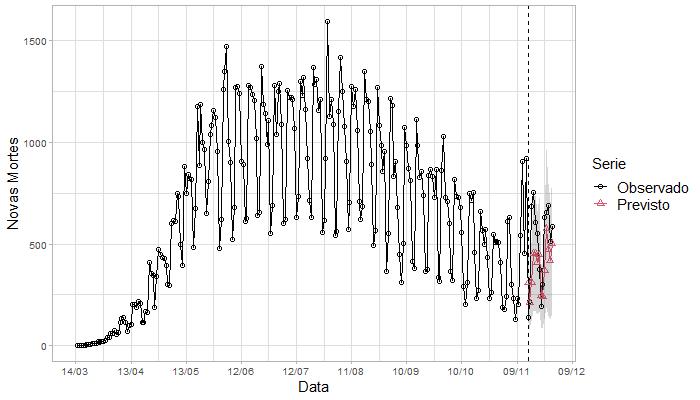 1500
1000
500
0
Novas Mortes
14/03
13/04
13/05
12/06
12/07
11/08
10/09
10/10
09/11
09/12
Data
Serie
Observado
Previsto